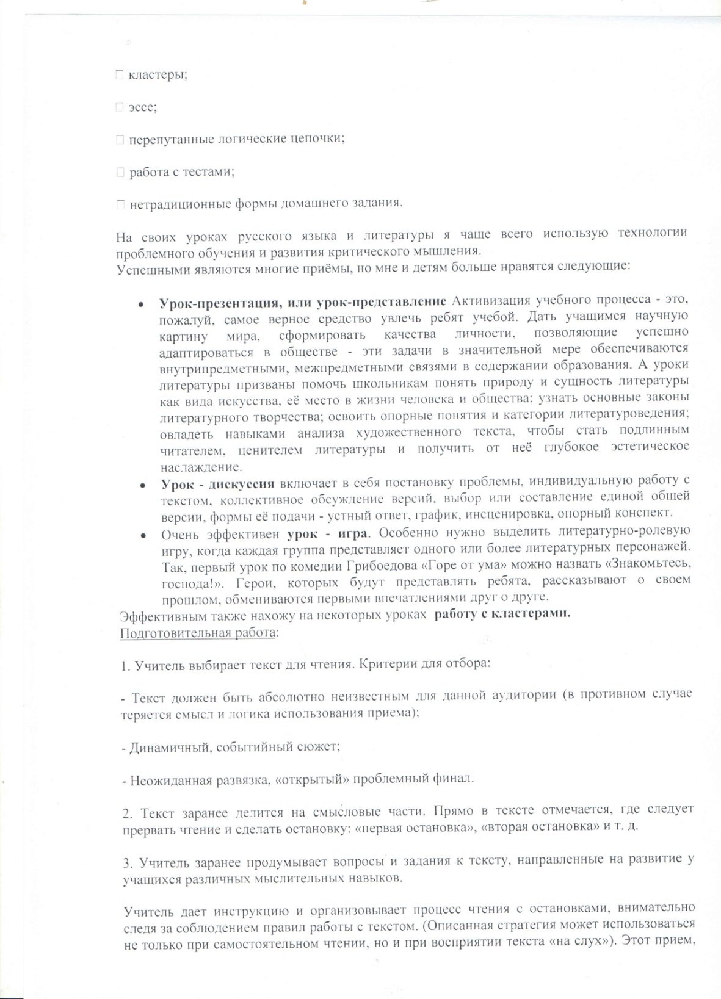 □ кластеры;
□ эссе;
□ перепутанные логические цепочки;
□ работа с тестами;
□ нетрадиционные формы домашнего задания.
На своих уроках русского языка и литературы я чаще всего использую технологии
проблемного обучения и развития критического мышления.
Успешными являются многие приёмы, но мне и детям больше нравятся следующие:
• Урок-презентация, или урок-представление Активизация учебного процесса - это,
пожалуй, самое верное средство увлечь ребят учебой. Дать учащимся научную
картину мира, сформировать качества личности, позволяющие успешно
адаптироваться в обществе - эти задачи в значительной мере обеспечиваются
внутрипредметными, межпредметными связями в содержании образования. А уроки
литературы призваны помочь школьникам понять природу и сущность литературы
как вида искусства, её место в жизни человека и общества; узнать основные законы
литературного творчества; освоить опорные понятия и категории литературоведения;
овладеть навыками анализа художественного текста, чтобы стать подлинным
читателем, ценителем литературы и получить от неё глубокое эстетическое
наслаждение.
• Урок - дискуссия включает в себя постановку проблемы, индивидуальную работу с
текстом, коллективное обсуждение версий, выбор или составление единой общей
версии, формы её подачи - устный ответ, график, инсценировка, опорный конспект.
• Очень эффективен урок - игра. Особенно нужно выделить литературно-ролевую
игру, когда каждая группа представляет одного или более литературных персонажей.
Так, первый урок по комедии Грибоедова «Горе от ума» можно назвать «Знакомьтесь,
господа!». Герои, которых будут представлять ребята, рассказывают о своем
прошлом, обмениваются первыми впечатлениями друг о друге.
Эффективным также нахожу на некоторых уроках работу с кластерами.
Подготовительная работа:
1. Учитель выбирает текст для чтения. Критерии для отбора:
- Текст должен быть абсолютно неизвестным для данной аудитории (в противном случае
теряется смысл и логика использования приема);
- Динамичный, событийный сюжет;
- Неожиданная развязка, «открытый» проблемный финал.
2. Текст заранее делится на смысловые части. Прямо в тексте отмечается, где следует
прервать чтение и сделать остановку: «первая остановка», «вторая остановка» и т. д.
3. Учитель заранее продумывает вопросы и задания к тексту, направленные на развитие у
учащихся различных мыслительных навыков.
Учитель дает инструкцию и организовывает процесс чтения с остановками, внимательно
следя за соблюдением правил работы с текстом. (Описанная стратегия может использоваться
не только при самостоятельном чтении, но и при восприятии текста «на слух»). Этот прием,